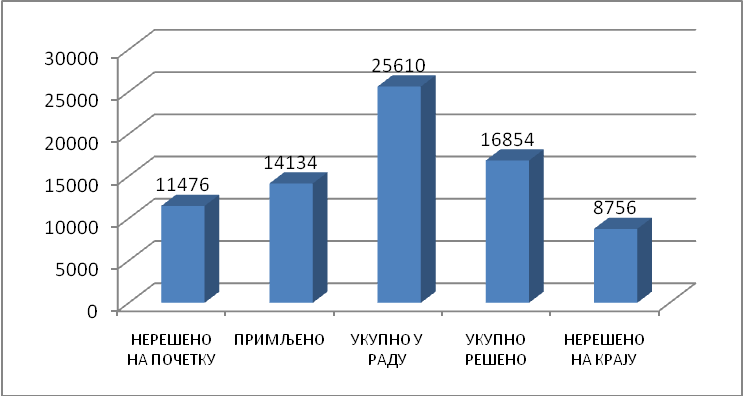 30000
25000
20000
15000
10000
5000
0
11476
14134
25610
16854
8756
НЕРЕШЕНО
НА ПОЧЕТКУ
ПРИМЉЕНО
УКУПНО У
РАДУ
УКУПНО
РЕШЕНО
НЕРЕШЕНО
НА КРАЈУ